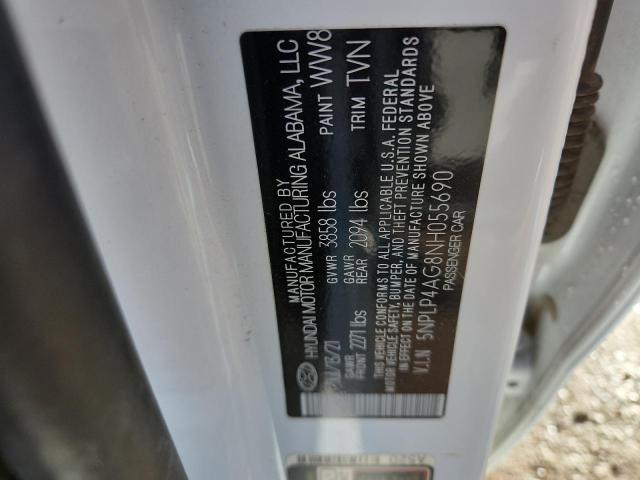 MANUFACTURED BY
HYUNDAI MOTOR MANUFACTURING ALABAMA, LLC
/13/21 GVWR 3858 lbs PAINT WW8
GAWR FRONT 2271 lbs GAWR REAR 2094 lbs TRIM TVN
THIS VEHICLE CONFORMS TO ALL APPLICABLE U.S.A. FEDERAL
MOTOR VEHICLE SAFETY, BUMPER, AND THEFT PREVENTION STANDARDS
IN EFFECT ON THE DATE OF MANUFACTURE SHOWN ABOVE
V.I.N 5NPLP4AG8NH055690
PASSENGER CAR